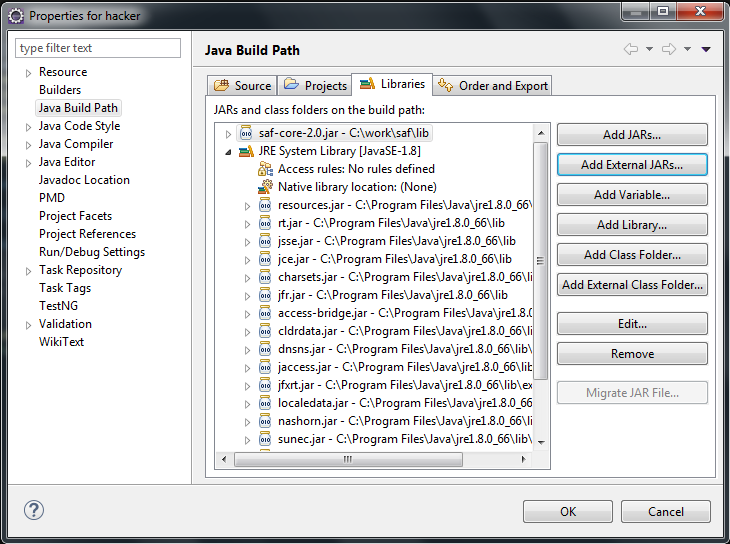 Properties for hacker
type filter text
Resource
Builders
Java Build Path
Java Code Style
Java Compiler
Java Editor
Javadoc Location
PMD
Project Facets
Project References
Run/Debug Settings
Task Repository
Task Tags
TestNG
Validation
WikiText
Java Build Path
Source
Projects
Libraries
Order and Export
JARs and class folders on the build path:
saf-core-2.0.jar - C:\work\saf\lib
JRE System Library [JavaSE-1.8]
Access rules: No rules defined
Native library location: (None)
resources.jar - C:\Program Files\Java\jre1.8.0_66\lib
rt.jar - C:\Program Files\Java\jre1.8.0_66\lib
jsse.jar - C:\Program Files\Java\jre1.8.0_66\lib
jce.jar - C:\Program Files\Java\jre1.8.0_66\lib
charsets.jar - C:\Program Files\Java\jre1.8.0_66\lib
jfr.jar - C:\Program Files\Java\jre1.8.0_66\lib
access-bridge.jar - C:\Program Files\Java\jre1.8.0_66
cldrdata.jar - C:\Program Files\Java\jre1.8.0_66\lib
dnsns.jar - C:\Program Files\Java\jre1.8.0_66\lib\
jaccess.jar - C:\Program Files\Java\jre1.8.0_66\lib
jfxrt.jar - C:\Program Files\Java\jre1.8.0_66\lib\ex
localedata.jar - C:\Program Files\Java\jre1.8.0_66
nashorn.jar - C:\Program Files\Java\jre1.8.0_66\lib
sunec.jar - C:\Program Files\Java\jre1.8.0_66\lib\
Add JARs...
Add External JARs...
Add Variable...
Add Library...
Add Class Folder...
Add External Class Folder...
Edit...
Remove
Migrate JAR File...
OK
Cancel